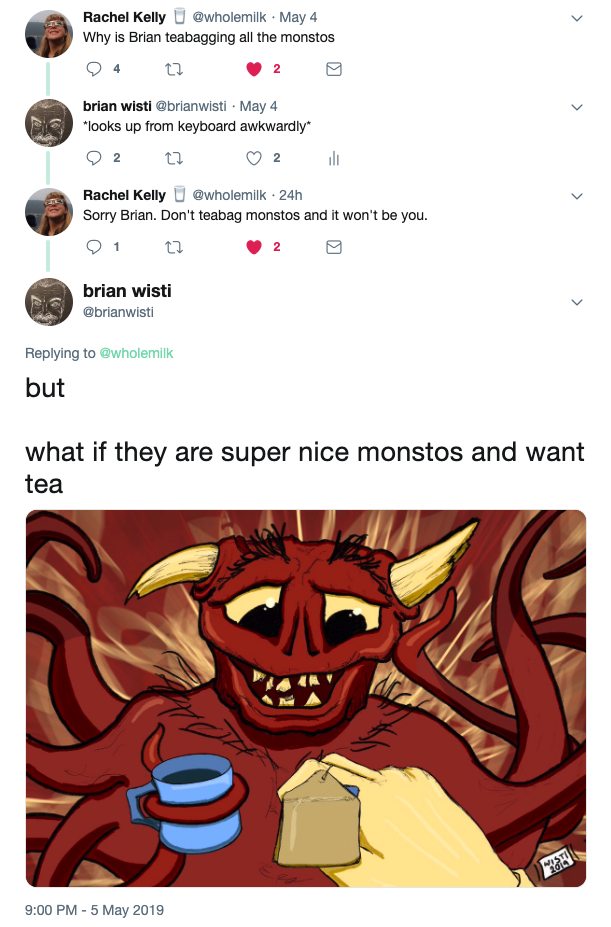 Rachel Kelly 🥛 @wholemilk · May 4
Why is Brian teabagging all the monstos
4 2
brian wisti @brianwisti · May 4
*looks up from keyboard awkwardly*
2 2
Rachel Kelly 🥛 @wholemilk · 24h
Sorry Brian. Don't teabag monstos and it won't be you.
1 2
brian wisti
@brianwisti
Replying to @wholemilk
but
what if they are super nice monstos and want
tea
WISTI
2019
9:00 PM - 5 May 2019